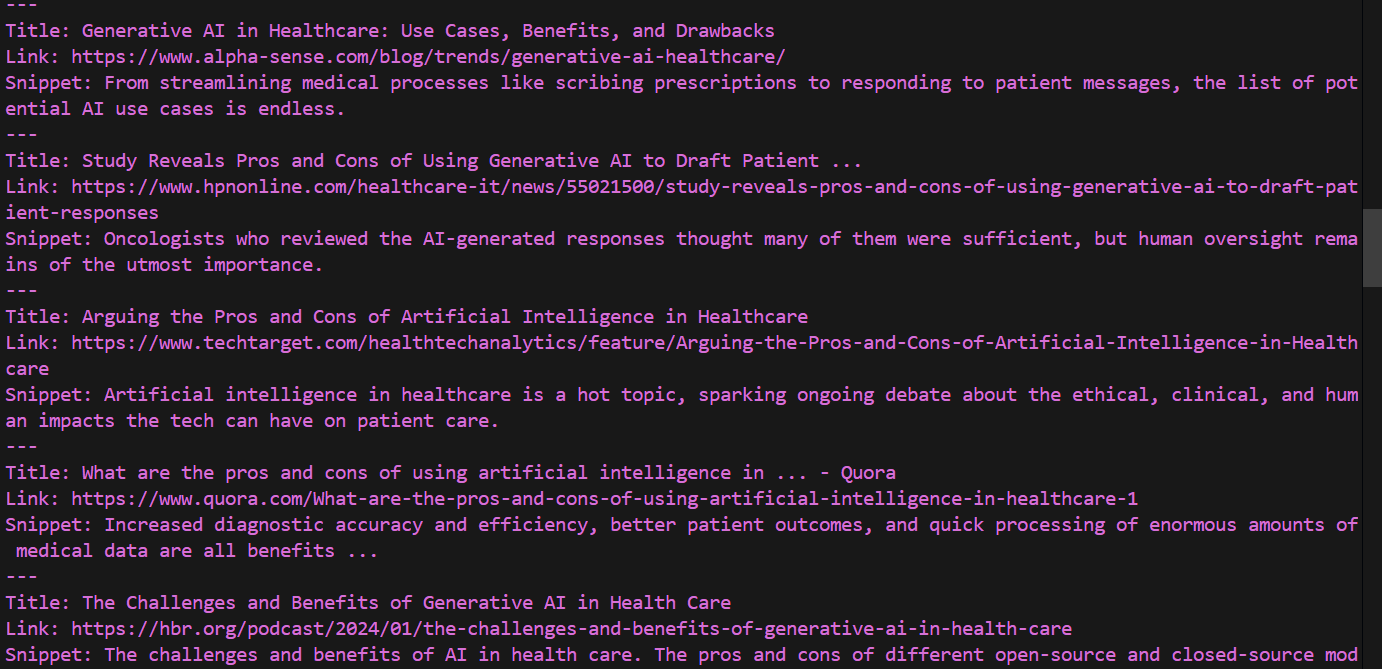 ---
Title: Generative AI in Healthcare: Use Cases, Benefits, and Drawbacks
Link: https://www.alpha-sense.com/blog/trends/generative-ai-healthcare/
Snippet: From streamlining medical processes like scribing prescriptions to responding to patient messages, the list of pot
ential AI use cases is endless.
---
Title: Study Reveals Pros and Cons of Using Generative AI to Draft Patient ...
Link: https://www.hpnonline.com/healthcare-it/news/55021500/study-reveals-pros-and-cons-of-using-generative-ai-to-draft-pat
ient-responses
Snippet: Oncologists who reviewed the AI-generated responses thought many of them were sufficient, but human oversight rema
ins of the utmost importance.
---
Title: Arguing the Pros and Cons of Artificial Intelligence in Healthcare
Link: https://www.techtarget.com/healthtechanalytics/feature/Arguing-the-Pros-and-Cons-of-Artificial-Intelligence-in-Health
care
Snippet: Artificial intelligence in healthcare is a hot topic, sparking ongoing debate about the ethical, clinical, and hum
an impacts the tech can have on patient care.
---
Title: What are the pros and cons of using artificial intelligence in ... - Quora
Link: https://www.quora.com/What-are-the-pros-and-cons-of-using-artificial-intelligence-in-healthcare-1
Snippet: Increased diagnostic accuracy and efficiency, better patient outcomes, and quick processing of enormous amounts of
 medical data are all benefits ...
---
Title: The Challenges and Benefits of Generative AI in Health Care
Link: https://hbr.org/podcast/2024/01/the-challenges-and-benefits-of-generative-ai-in-health-care
Snippet: The challenges and benefits of AI in health care. The pros and cons of different open-source and closed-source mod